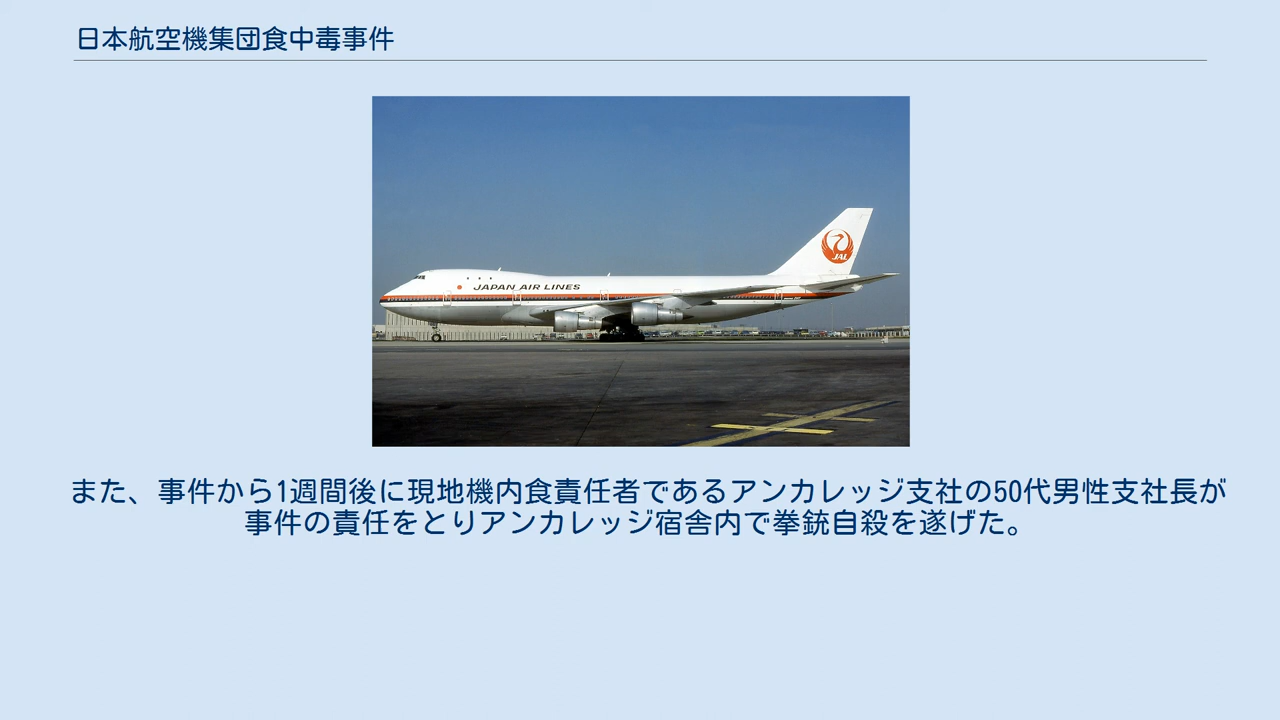 日本航空機集団食中毒事件
JAPAN AIR LINES
JAL
また、事件から1週間後に現地機内食責任者であるアンカレッジ支社の50代男性支社長が
事件の責任をとりアンカレッジ宿舎内で拳銃自殺を遂げた。